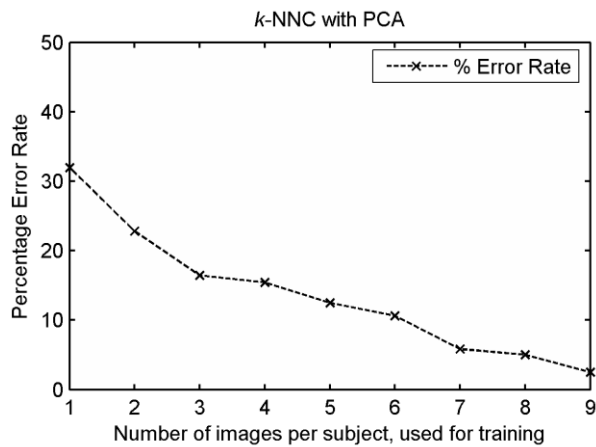 k-NNC with PCA
% Error Rate
Percentage Error Rate
50
40
30
20
10
0
1 2 3 4 5 6 7 8 9
Number of images per subject, used for training